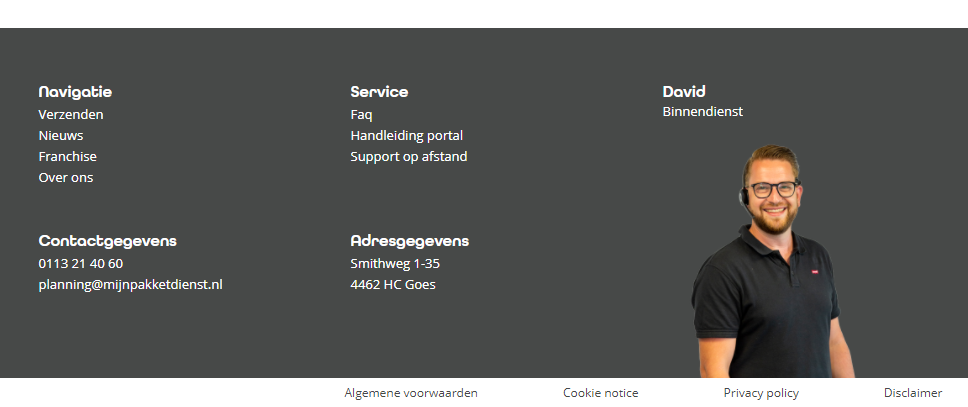 Navigatie
Verzenden
Nieuws
Franchise
Over ons
Service
Faq
Handleiding portal
Support op afstand
David
Binnendienst
Contactgegevens
0113 21 40 60
planning@mijnpakketdienst.nl
Adresgegevens
Smithweg 1-35
4462 HC Goes
Algemene voorwaarden
Cookie notice
Privacy policy
Disclaimer